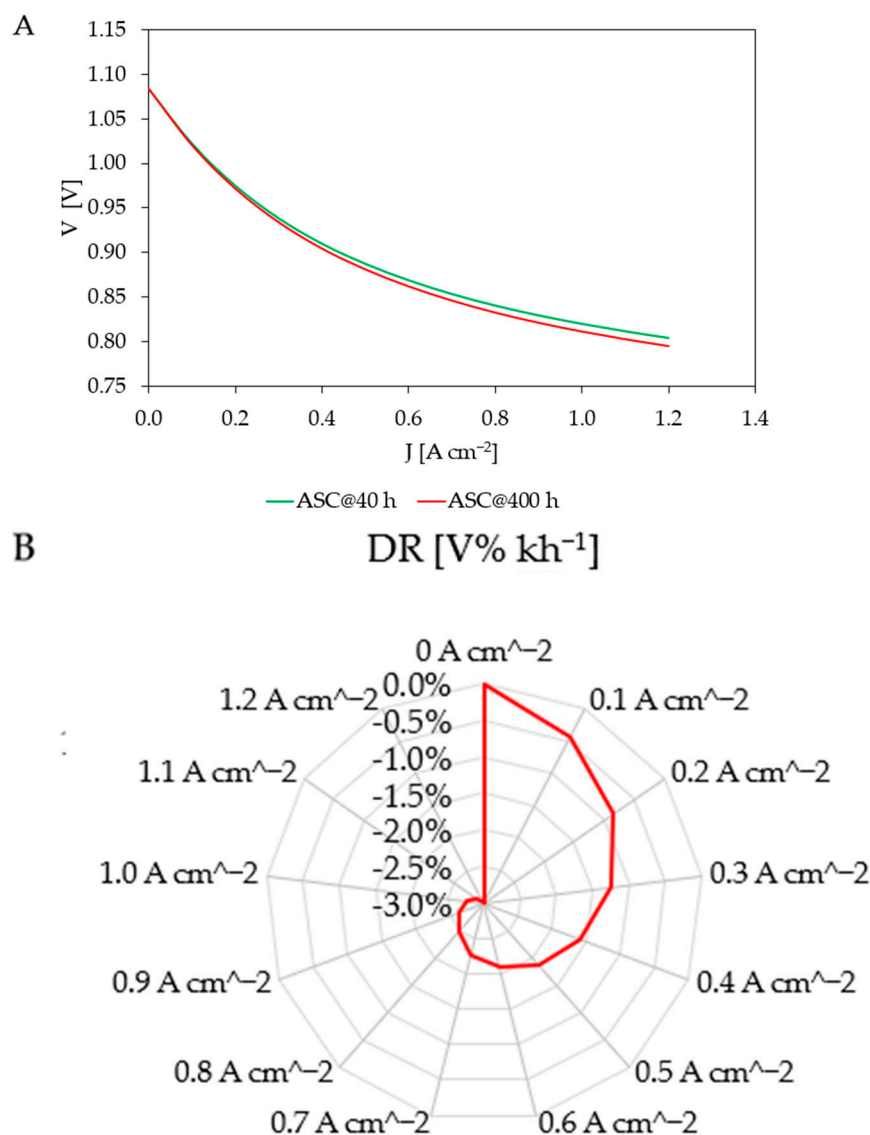 A
1.15
1.10
1.05
1.00
0.95
0.90
0.85
0.80
0.75
V [V]
0.0 0.2 0.4 0.6 0.8 1.0 1.2 1.4
J [A cm⁻²]
ASC@40 h ASC@400 h
B
DR [V% kh⁻¹]
0 A cm^−2
0.0%
-0.5%
-1.0%
-1.5%
-2.0%
-2.5%
-3.0%
0.1 A cm^−2
0.2 A cm^−2
0.3 A cm^−2
0.4 A cm^−2
0.5 A cm^−2
0.6 A cm^−2
0.7 A cm^−2
0.8 A cm^−2
0.9 A cm^−2
1.0 A cm^−2
1.1 A cm^−2
1.2 A cm^−2